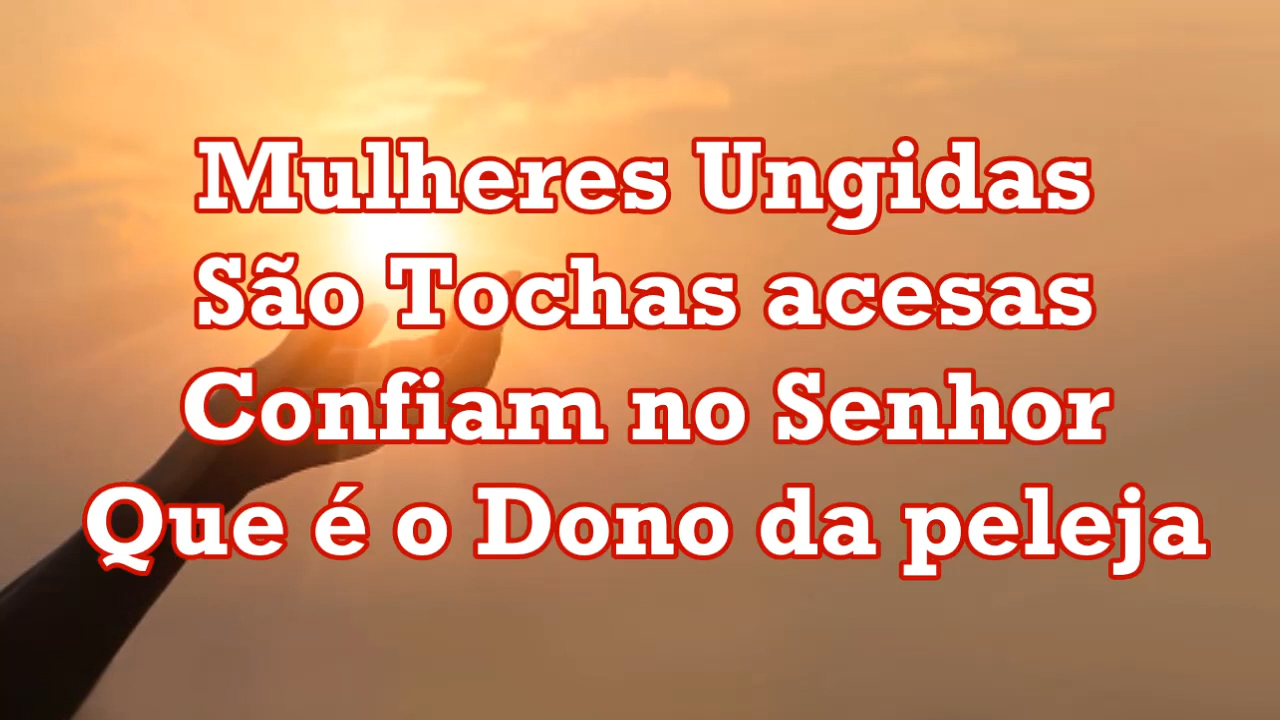 Mulheres Ungidas
São Tochas acesas
Confiam no Senhor
Que é o Dono da peleja